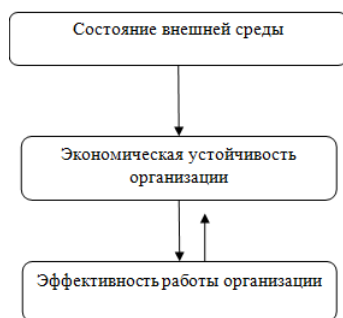 Состояние внешней среды
Экономическая устойчивость
организации
Эффективность работы организации